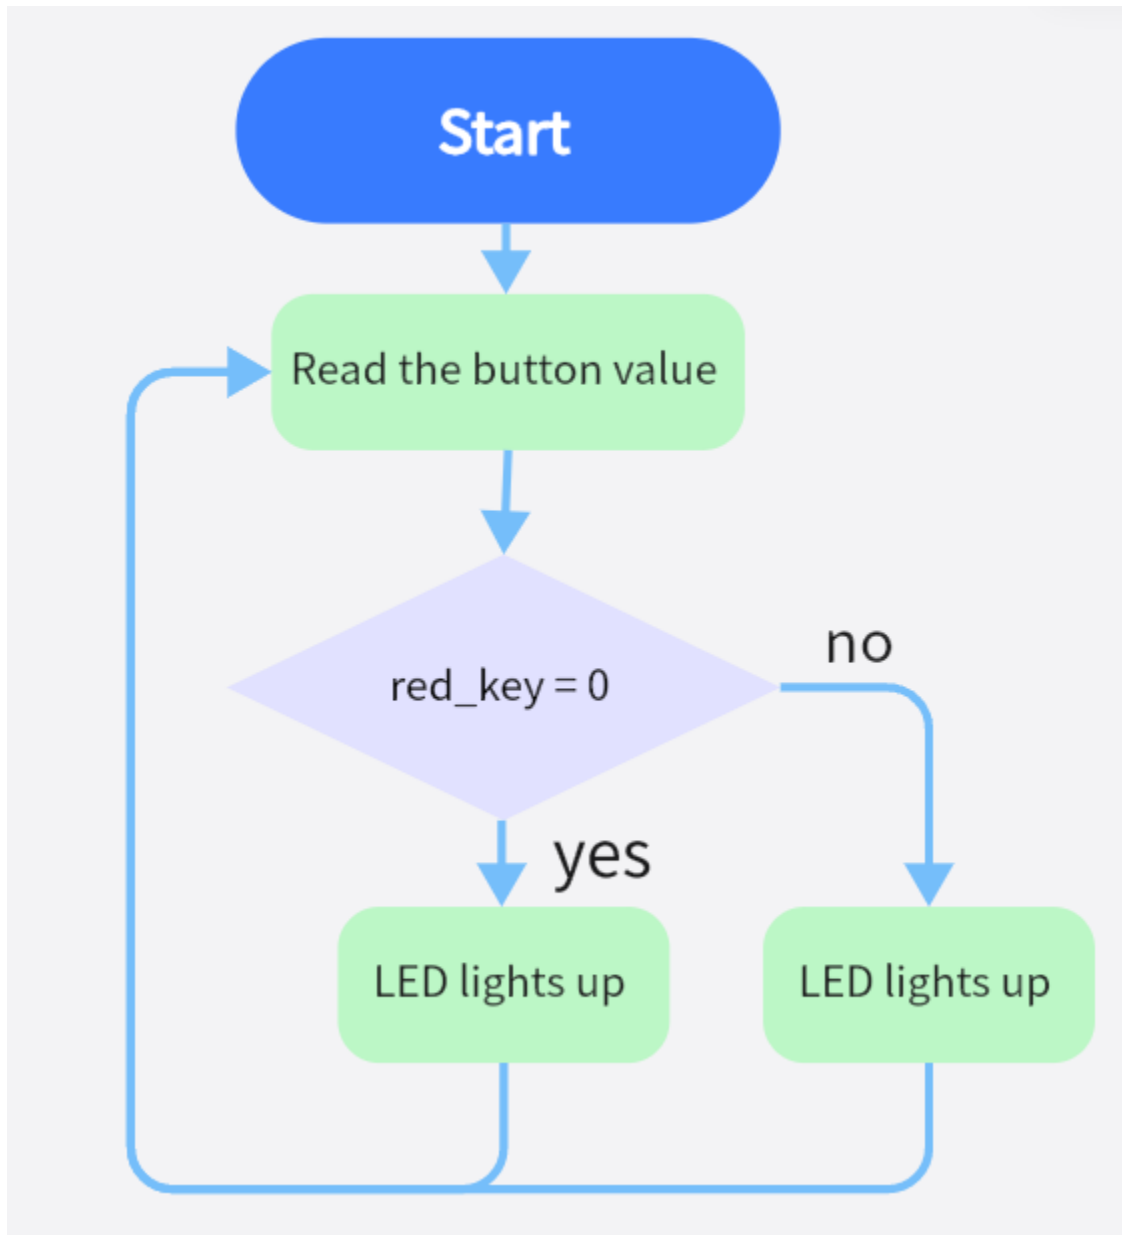 Start
Read the button value
red_key = 0
no
yes
LED lights up
LED lights up